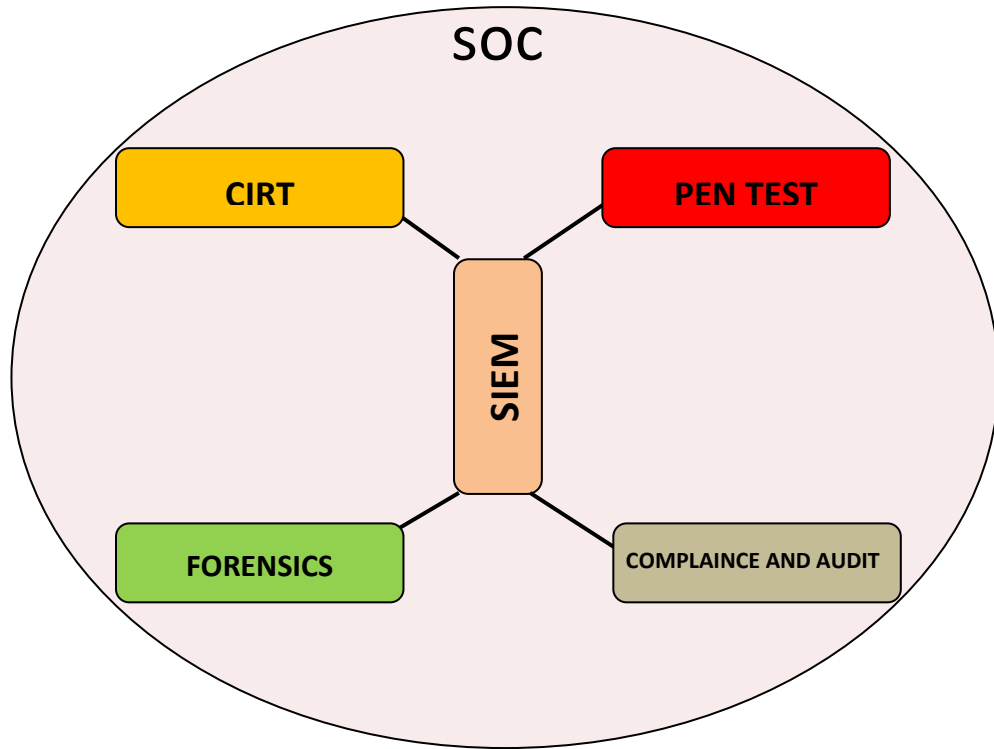 SOC
CIRT
PEN TEST
SIEM
FORENSICS
COMPLAINCE AND AUDIT